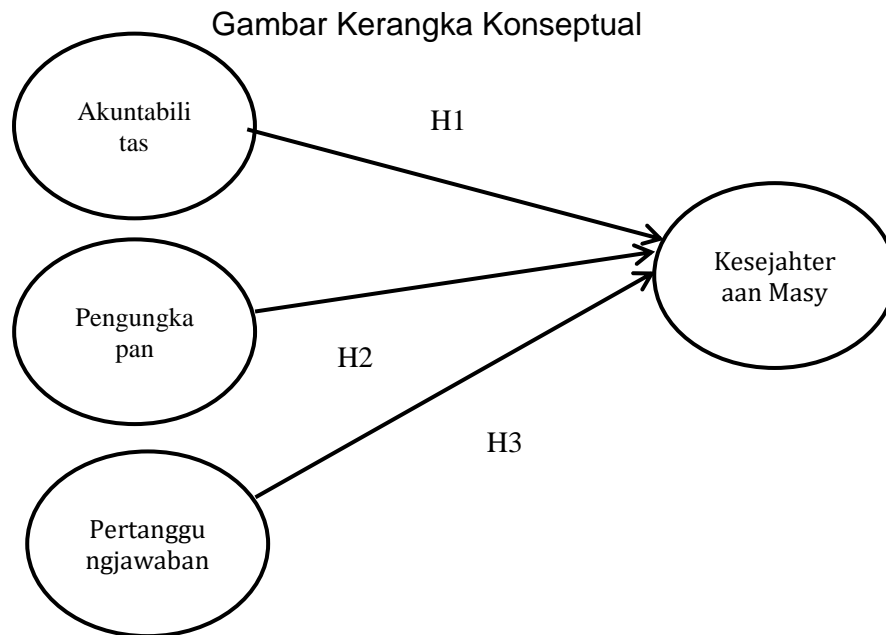 Gambar Kerangka Konseptual
Akuntabili
tas
H1
Kesejahter
aan Masy
Pengungka
pan
H2
H3
Pertanggu
ngjawaban